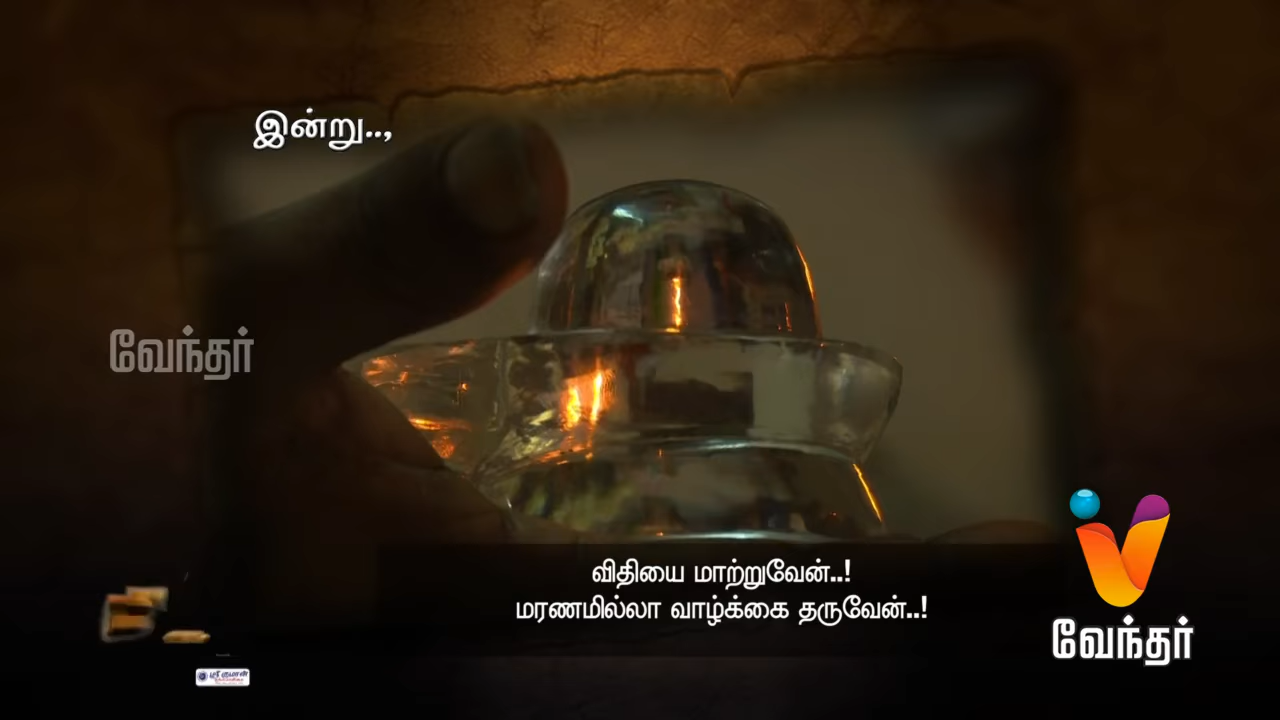 இன்று..,
வேந்தர்
விதியை மாற்றுவேன்..!
மரணமில்லா வாழ்க்கை தருவேன்..!
வேந்தர்